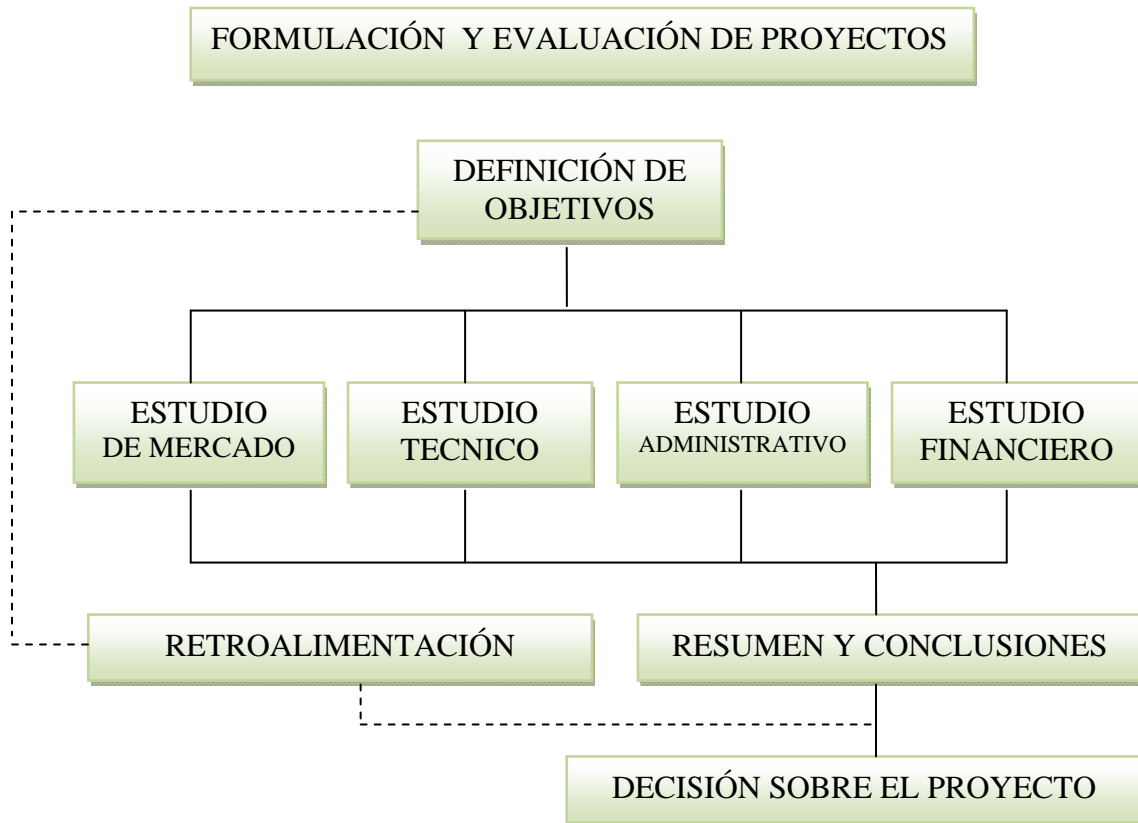 FORMULACIÓN Y EVALUACIÓN DE PROYECTOS
DEFINICIÓN DE
OBJETIVOS
ESTUDIO
DE MERCADO
ESTUDIO
TECNICO
ESTUDIO
ADMINISTRATIVO
ESTUDIO
FINANCIERO
RETROALIMENTACIÓN
RESUMEN Y CONCLUSIONES
DECISIÓN SOBRE EL PROYECTO